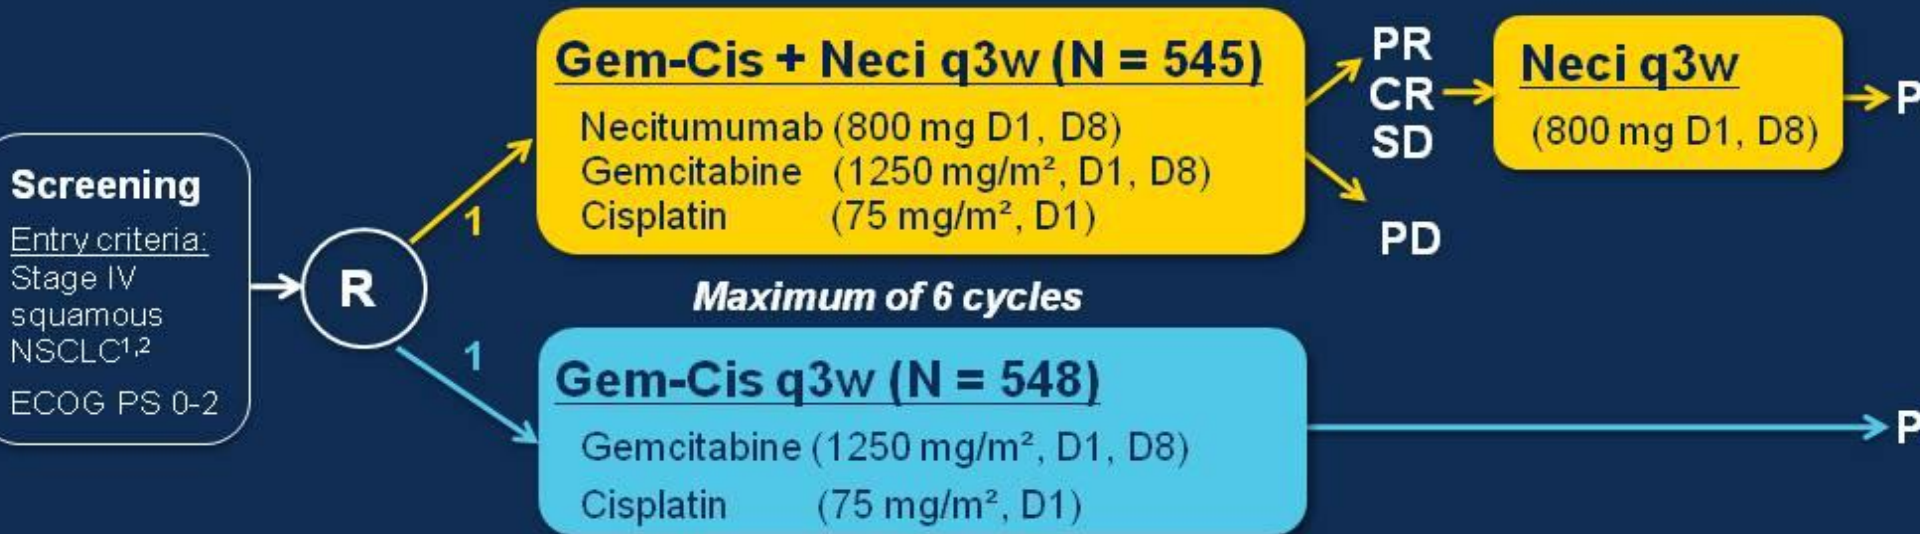 Screening
Entry criteria:
Stage IV
squamous
NSCLC¹,²
ECOG PS 0-2
R
1
1
Gem-Cis + Neci q3w (N = 545)
Necitumumab (800 mg D1, D8)
Gemcitabine (1250 mg/m², D1, D8)
Cisplatin (75 mg/m², D1)
PR
CR
SD
PD
Neci q3w
(800 mg D1, D8)
P
Maximum of 6 cycles
Gem-Cis q3w (N = 548)
Gemcitabine (1250 mg/m², D1, D8)
Cisplatin (75 mg/m², D1)
P